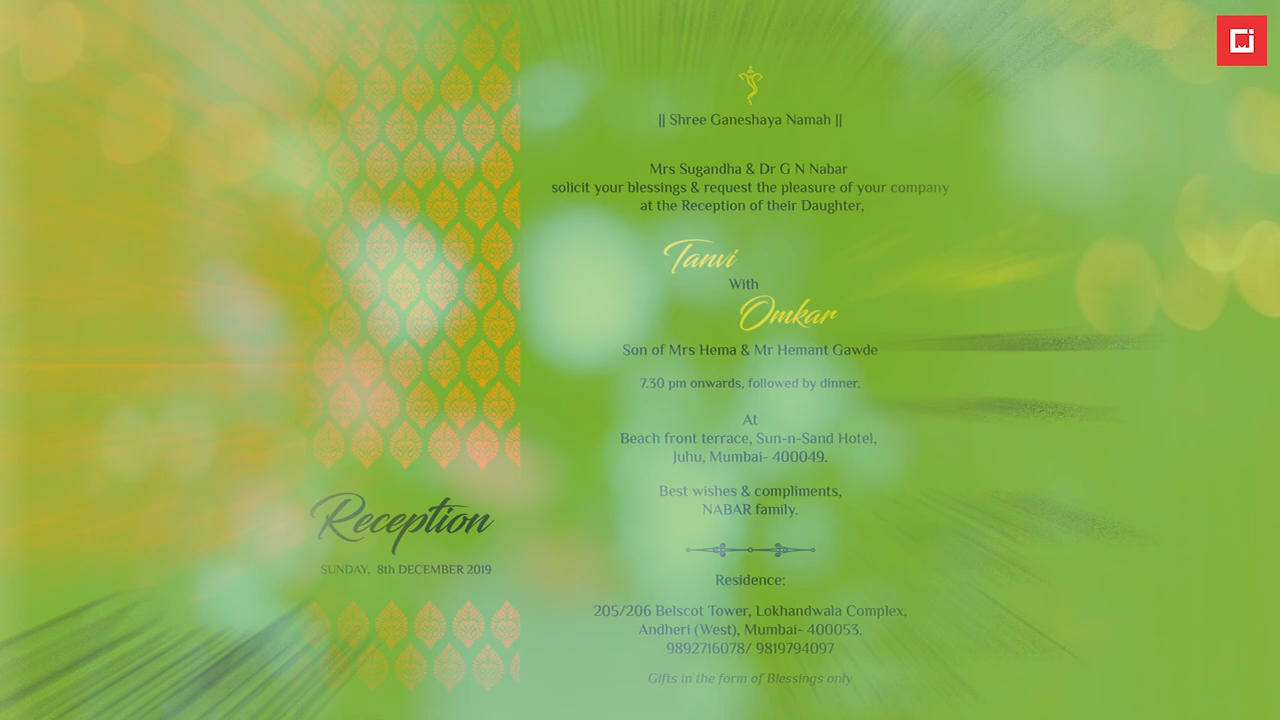 || Shree Ganeshaya Namah ||
Mrs Sugandha & Dr G N Nabar
solicit your blessings & request the pleasure of your company
at the Reception of their Daughter,
Tanvi
With
Omkar
Son of Mrs Hema & Mr Hemant Gawde
7.30 pm onwards, followed by dinner.
At
Beach front terrace, Sun-n-Sand Hotel,
Juhu, Mumbai- 400049.
Best wishes & compliments,
NABAR family.
Reception
SUNDAY, 8th DECEMBER 2019
Residence:
205/206 Belscot Tower, Lokhandwala Complex,
Andheri (West), Mumbai- 400053.
9892716078/ 9819794097
Gifts in the form of Blessings only